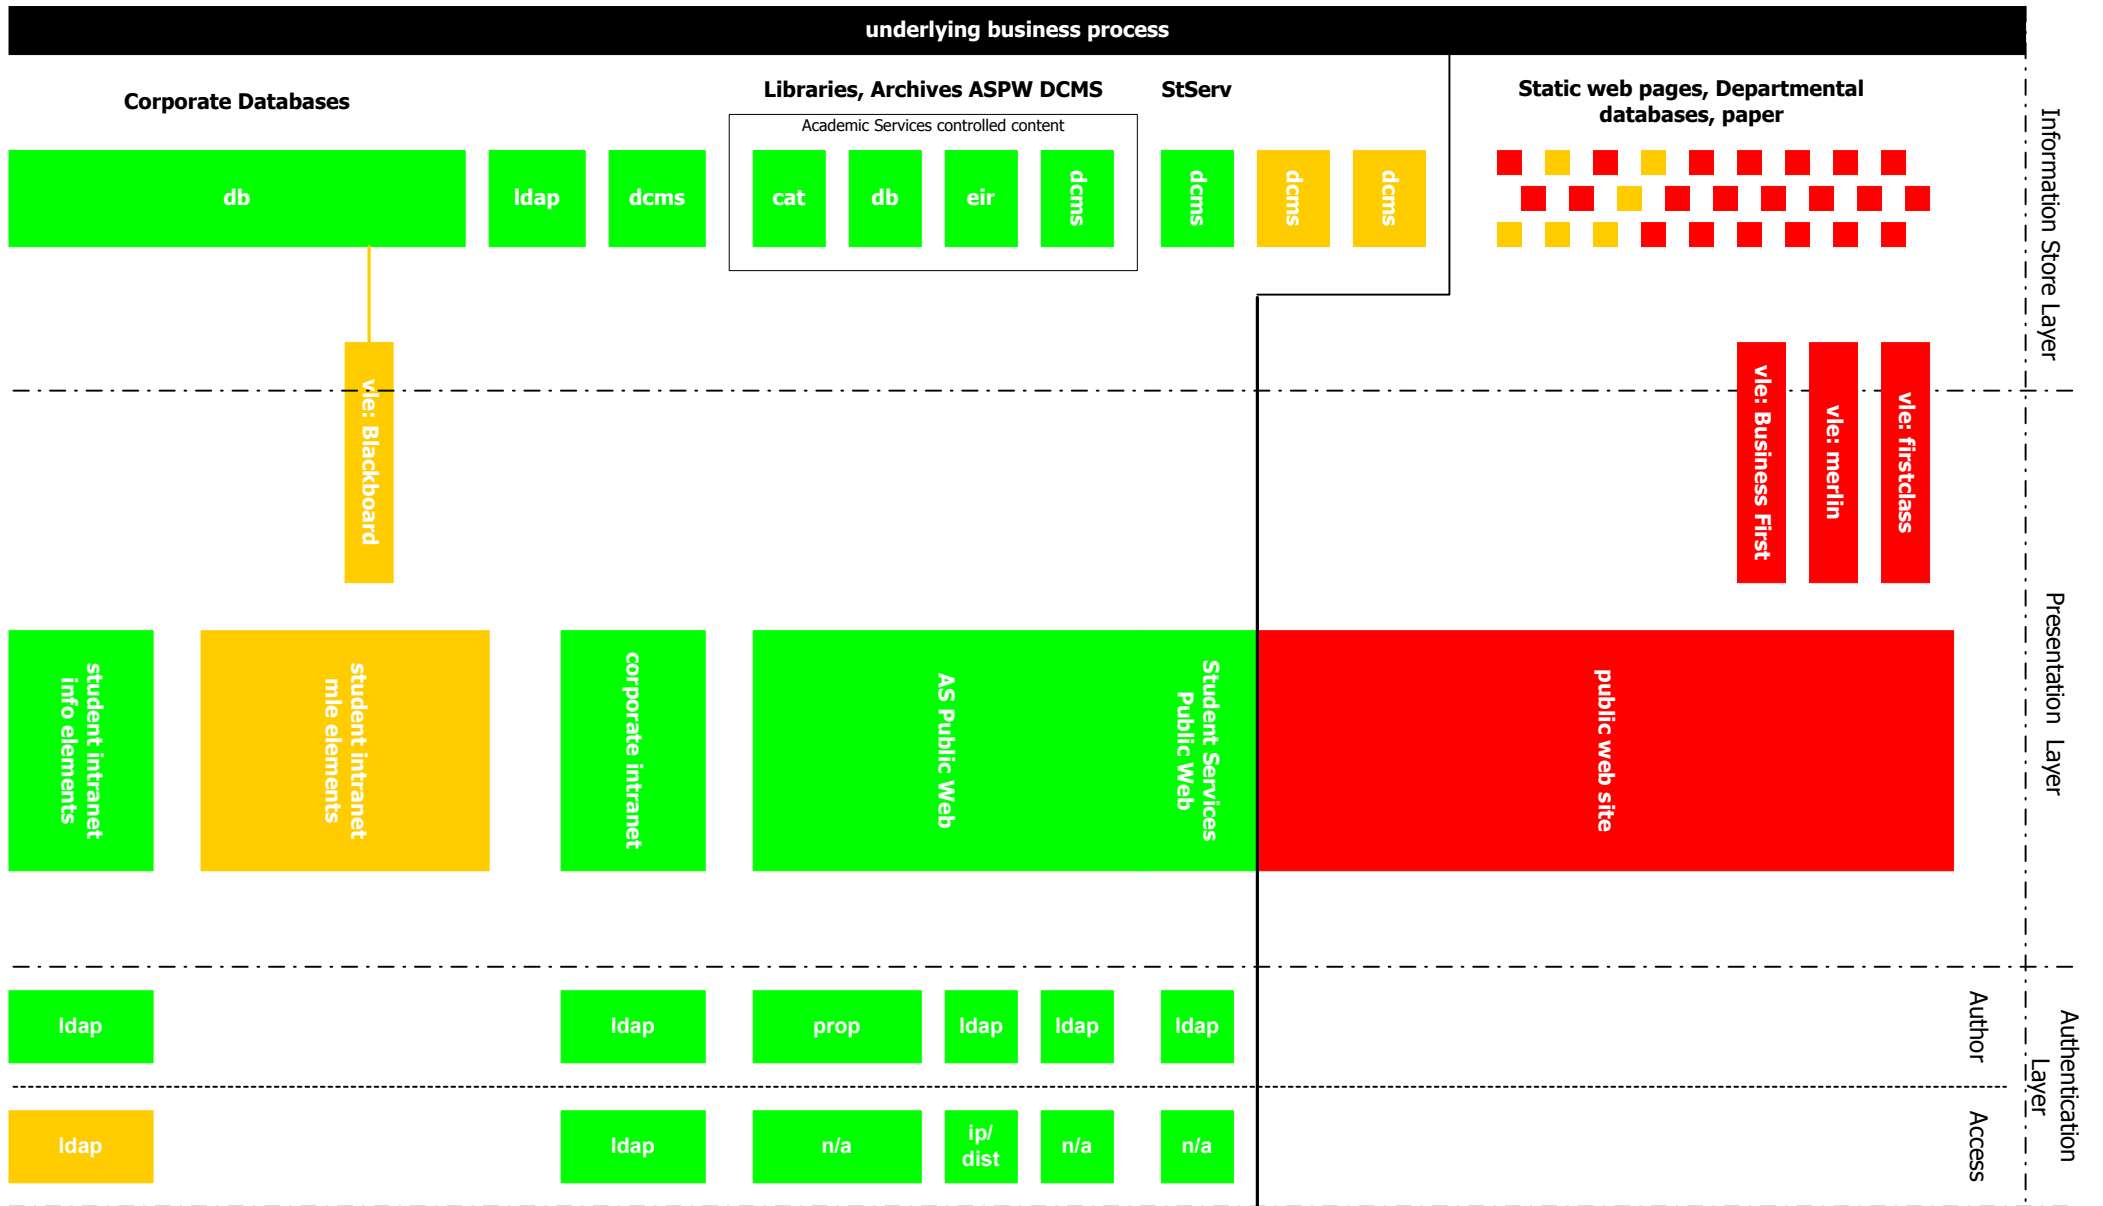 underlying business process
Corporate Databases
Libraries, Archives ASPW DCMS
StServ
Static web pages, Departmental
databases, paper
Academic Services controlled content
db
ldap
dcms
cat
db
eir
dcms
dcms
dcms
dcms
Information Store Layer
vle: Blackboard
vle: Business First
vle: merlin
vle: firstclass
student intranet
info elements
student intranet
mle elements
corporate intranet
AS Public Web
Student Services
Public Web
public web site
Presentation Layer
ldap
ldap
prop
ldap
ldap
ldap
Author
Authentication
Layer
ldap
ldap
n/a
ip/
dist
n/a
n/a
Access